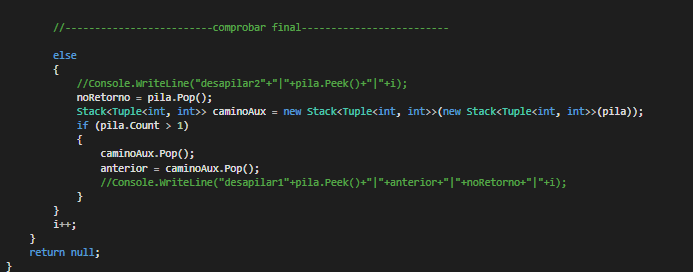 //-------------------------comprobar final-------------------------
else
{
//Console.WriteLine("desapilar2"+"|"+pila.Peek()+"|"+i);
noRetorno = pila.Pop();
Stack<Tuple<int, int>> caminoAux = new Stack<Tuple<int, int>>(new Stack<Tuple<int, int>>(pila));
if (pila.Count > 1)
{
caminoAux.Pop();
anterior = caminoAux.Pop();
//Console.WriteLine("desapilar1"+pila.Peek()+"|"+anterior+"|"+noRetorno+"|"+i);
}
}
i++;
}
return null;
}